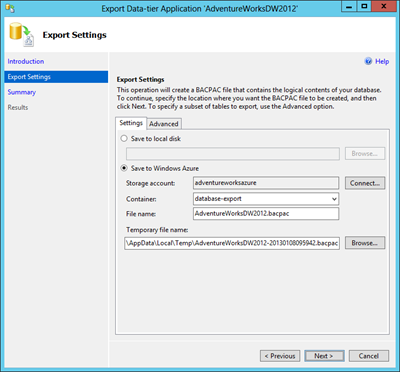 Export Data-tier Application 'AdventureWorksDW2012'
Export Settings
Introduction
Export Settings
Summary
Results
Help
Export Settings
This operation will create a BACPAC file that contains the logical contents of your database.
To continue, specify the location where you want the BACPAC file to be created, and then
click Next. To specify a subset of tables to export, use the Advanced option.
Settings Advanced
Save to local disk
Browse...
Save to Windows Azure
Storage account: adventureworksazure Connect...
Container: database-export
File name: AdventureWorksDW2012.bacpac
Temporary file name:
\AppData\Local\Temp\AdventureWorksDW2012-20130108095942.bacpac Browse...
< Previous Next > Cancel